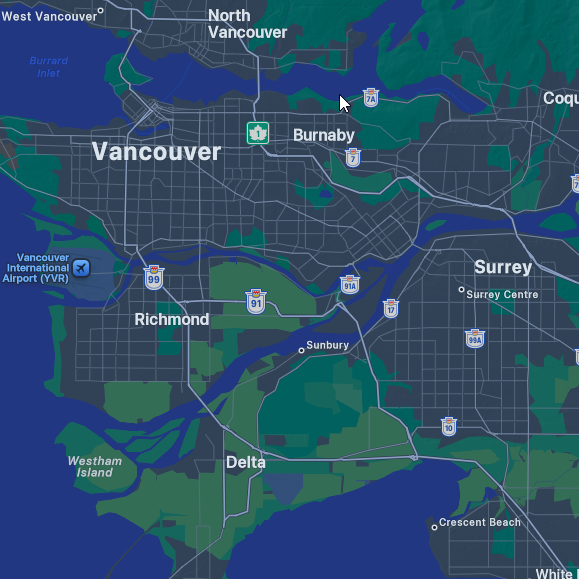 West Vancouver
North
Vancouver
Burrard
Inlet
7A
Coqu
1
Burnaby
Vancouver
7
7
Vancouver
International
Airport (YVR)
99
91A
Surrey
Surrey Centre
91
17
Richmond
99A
Sunbury
10
Westham
Island
Delta
Crescent Beach
White